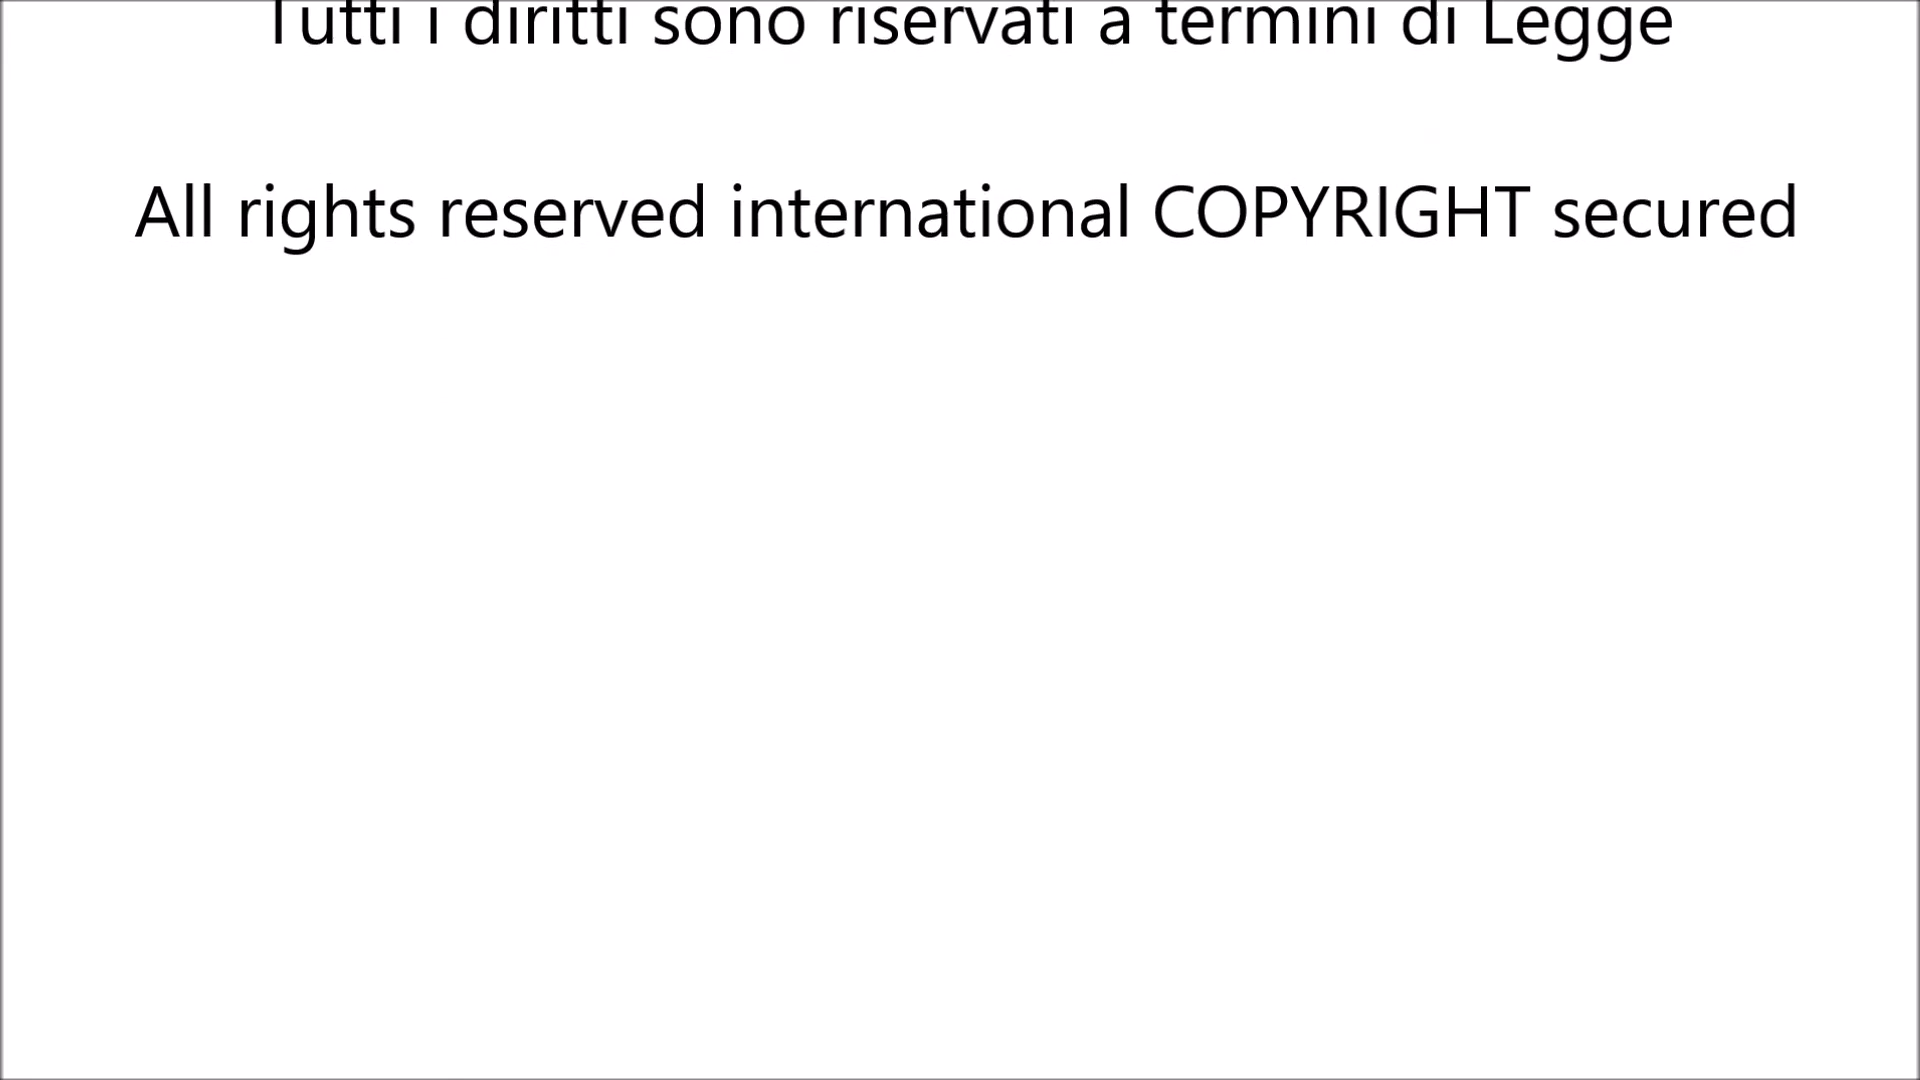 Tutti i diritti sono riservati a termini di Legge
All rights reserved international COPYRIGHT secured